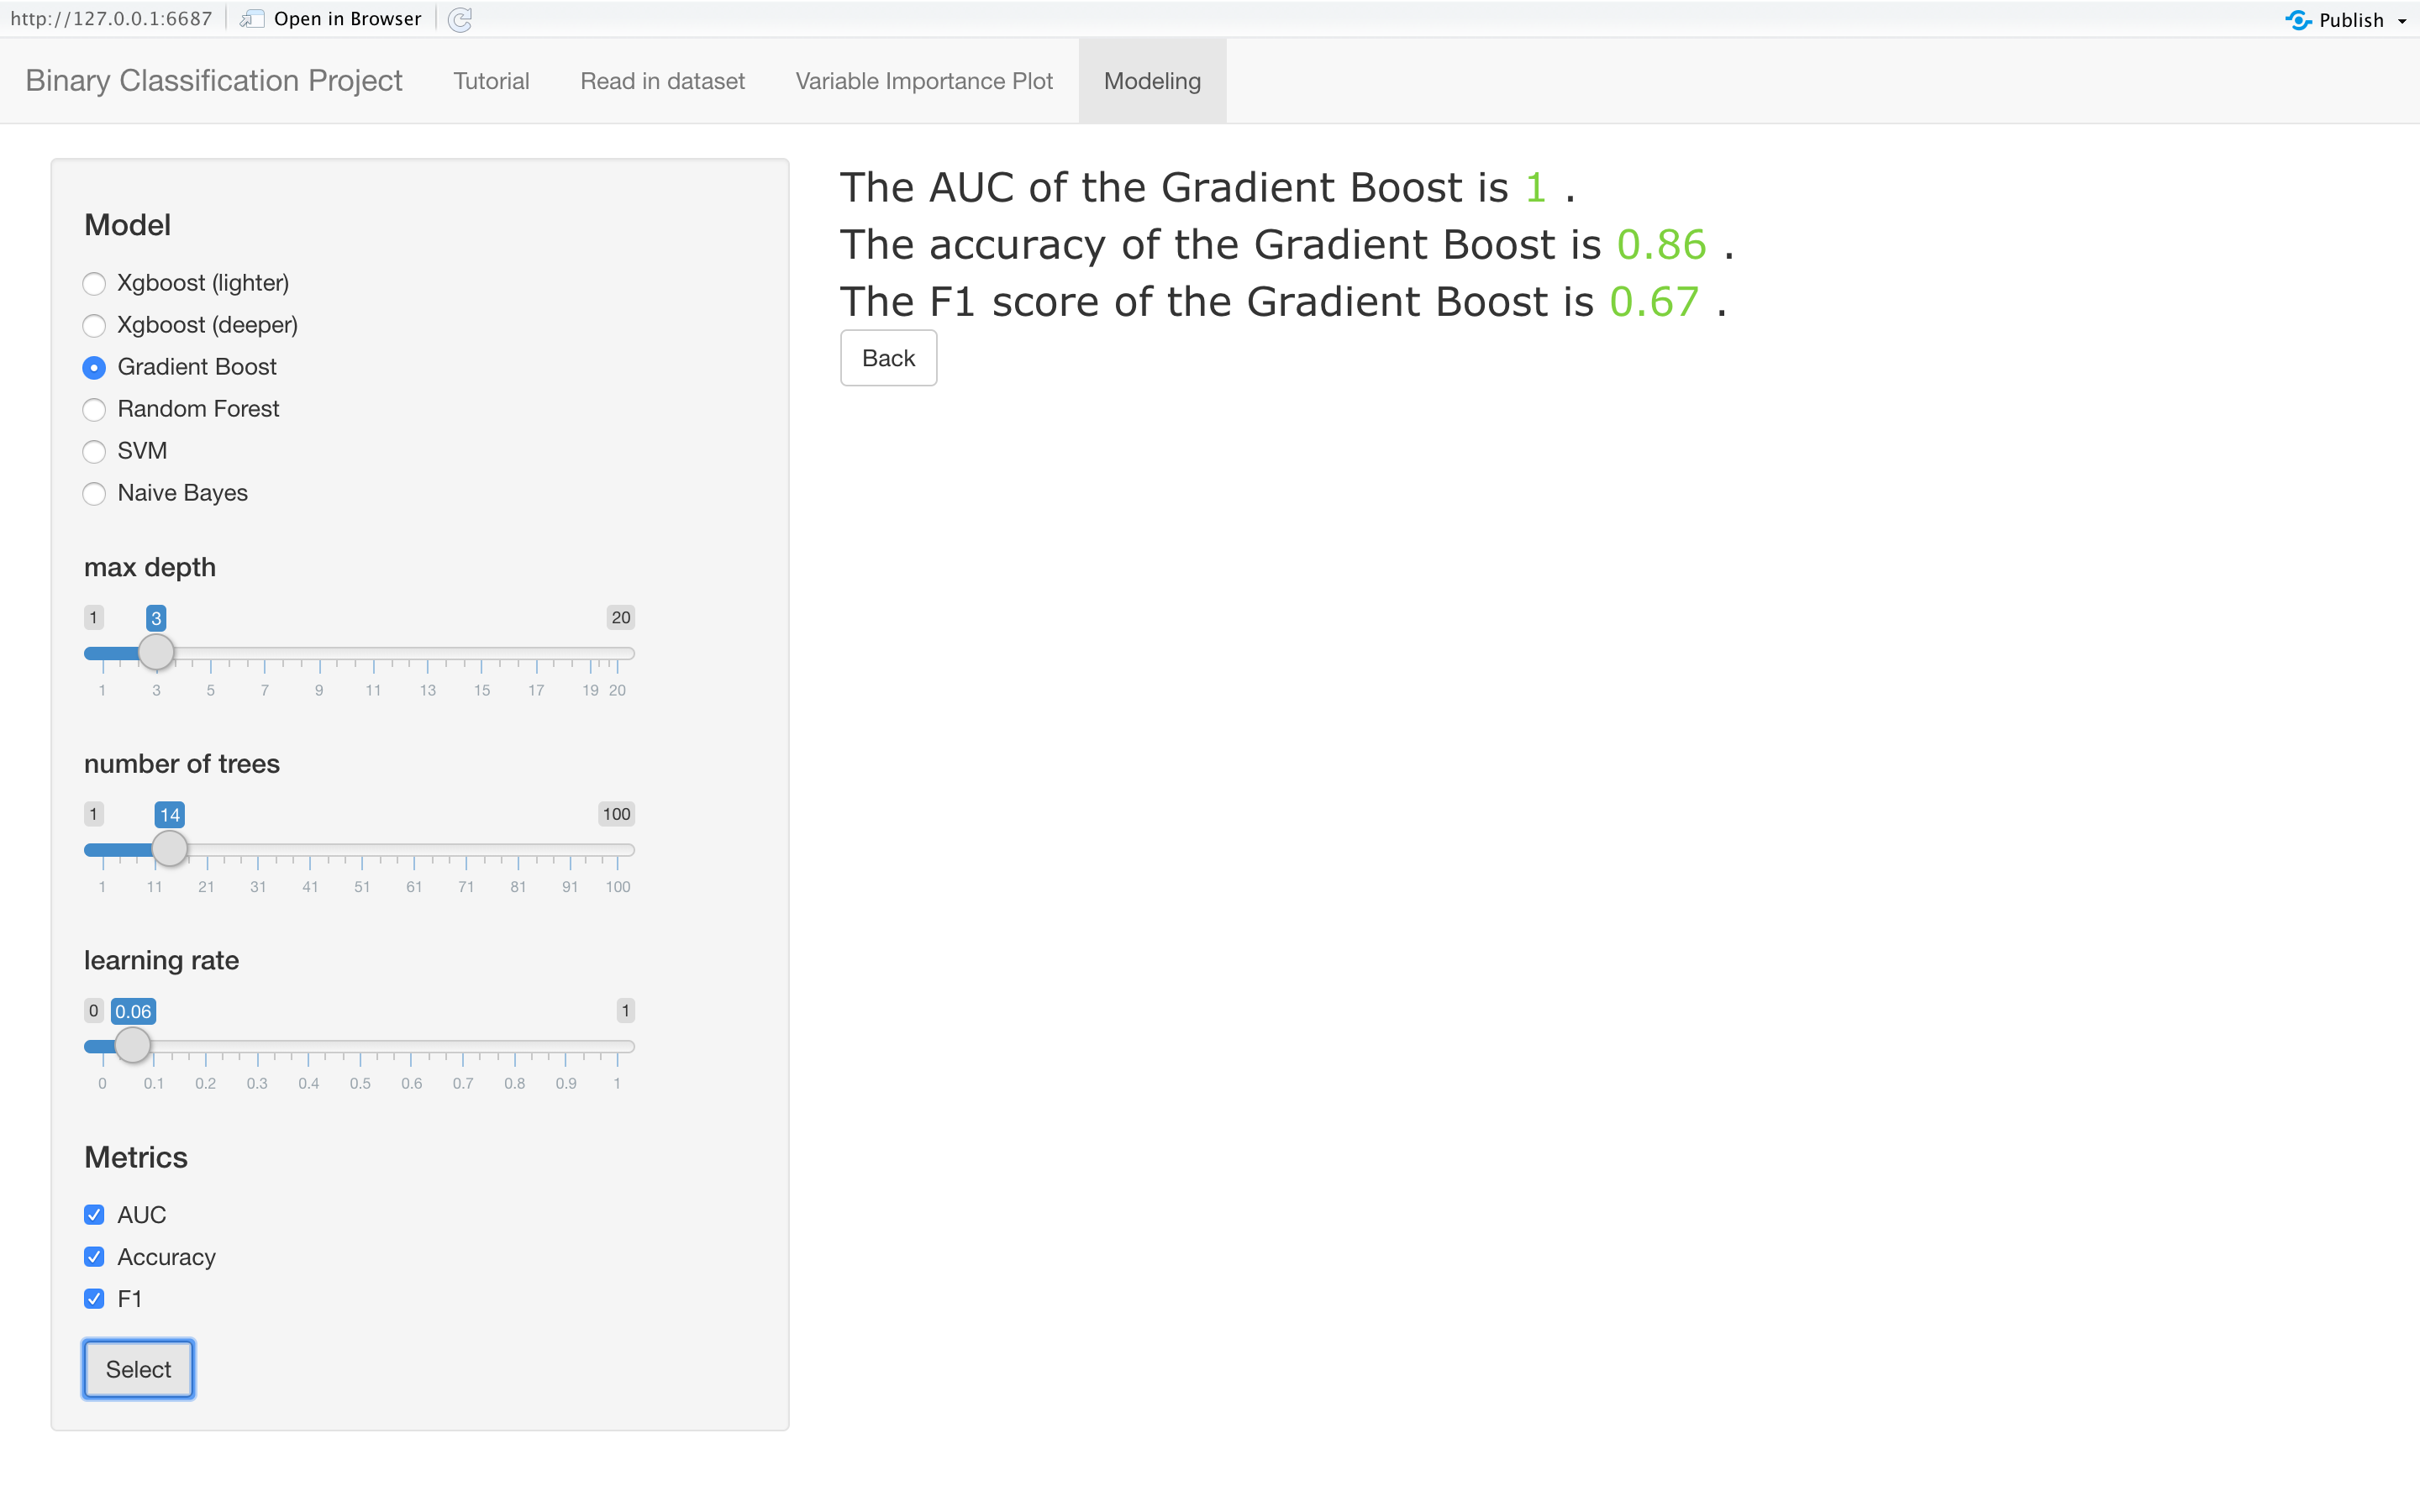 http://127.0.0.1:6687 Open in Browser Publish
Binary Classification Project Tutorial Read in dataset Variable Importance Plot Modeling
Model
Xgboost (lighter)
Xgboost (deeper)
Gradient Boost
Random Forest
SVM
Naive Bayes
max depth
1 3 20
1 3 5 7 9 11 13 15 17 19 20
number of trees
1 14 100
1 11 21 31 41 51 61 71 81 91 100
learning rate
0 0.06 1
0 0.1 0.2 0.3 0.4 0.5 0.6 0.7 0.8 0.9 1
Metrics
AUC
Accuracy
F1
Select
The AUC of the Gradient Boost is 1 .
The accuracy of the Gradient Boost is 0.86 .
The F1 score of the Gradient Boost is 0.67 .
Back